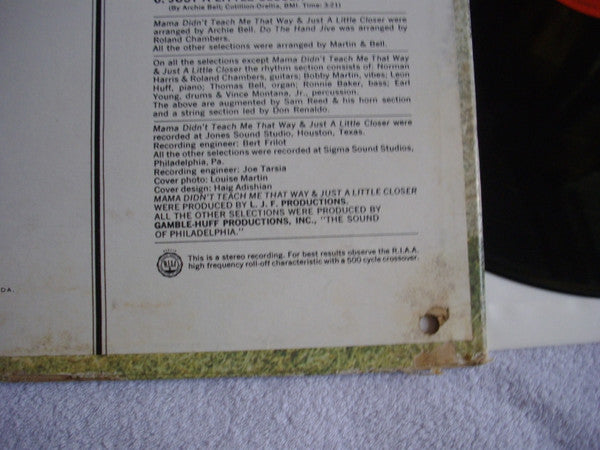 (By Archie Bell; Cotillion-Orellia, BMI. Time: 3:21)
Mama Didn't Teach Me That Way & Just A Little Closer were
arranged by Archie Bell. Do The Hand Jive was arranged by
Roland Chambers.
All the other selections were arranged by Martin & Bell.
On all the selections except Mama Didn't Teach Me That Way
& Just A Little Closer the rhythm section consists of: Norman
Harris & Roland Chambers, guitars; Bobby Martin, vibes; Leon
Huff, piano; Thomas Bell, organ; Ronnie Baker, bass; Earl
Young, drums & Vince Montana, Jr., percussion.
The above are augmented by Sam Reed & his horn section
and a string section led by Don Renaldo.
Mama Didn't Teach Me That Way & Just A Little Closer were
recorded at Jones Sound Studio, Houston, Texas.
Recording engineer: Bert Frilot
All the other selections were recorded at Sigma Sound Studios,
Philadelphia, Pa.
Recording engineer: Joe Tarsia
Cover photo: Louise Martin
Cover design: Haig Adishian
MAMA DIDN'T TEACH ME THAT WAY & JUST A LITTLE CLOSER
WERE PRODUCED BY L. J. F. PRODUCTIONS.
ALL THE OTHER SELECTIONS WERE PRODUCED BY
GAMBLE-HUFF PRODUCTIONS, INC., "THE SOUND
OF PHILADELPHIA."
This is a stereo recording. For best results observe the R.I.A.A.
high frequency roll-off characteristic with a 500 cycle crossover.
DA.